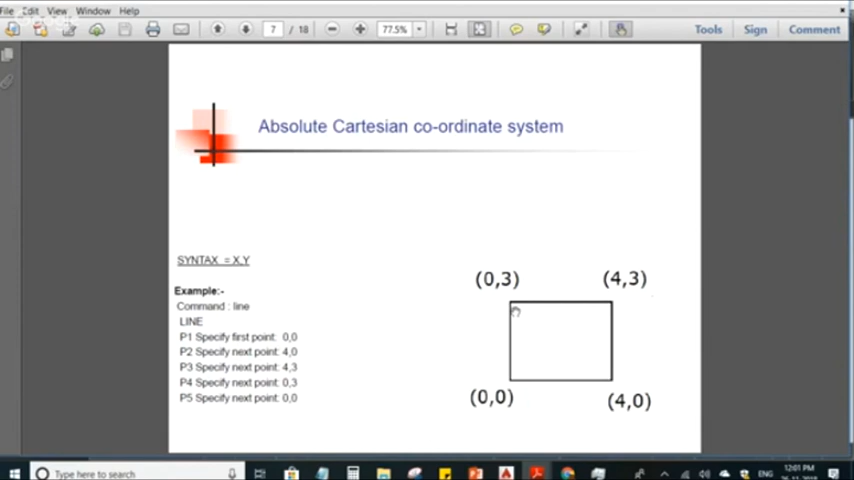 File Edit View Window Help
7 / 18 77.5% Tools Sign Comment
Absolute Cartesian co-ordinate system
SYNTAX = X,Y
Example:-
Command : line
LINE
P1 Specify first point: 0,0
P2 Specify next point: 4,0
P3 Specify next point: 4,3
P4 Specify next point: 0,3
P5 Specify next point: 0,0
(0,3) (4,3)
(0,0) (4,0)
Type here to search
ENG 12:01 PM